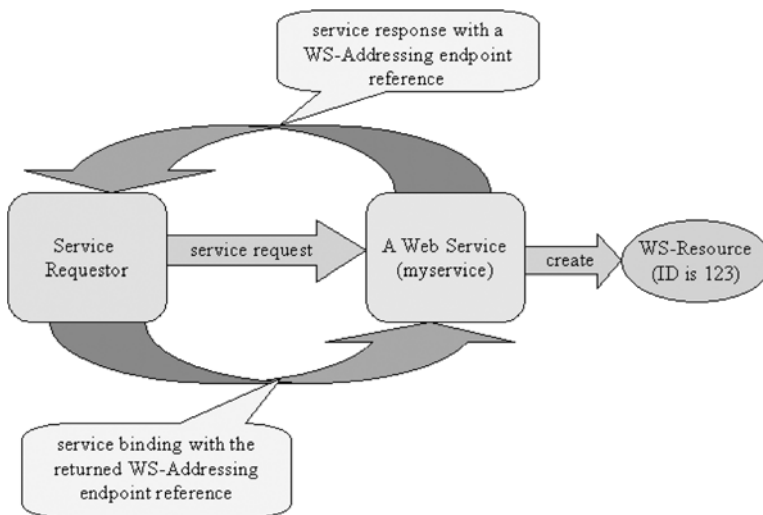 service response with a
WS-Addressing endpoint
reference
Service
Requestor
service request
A Web Service
(myservice)
create
WS-Resource
(ID is 123)
service binding with the
returned WS-Addressing
endpoint reference